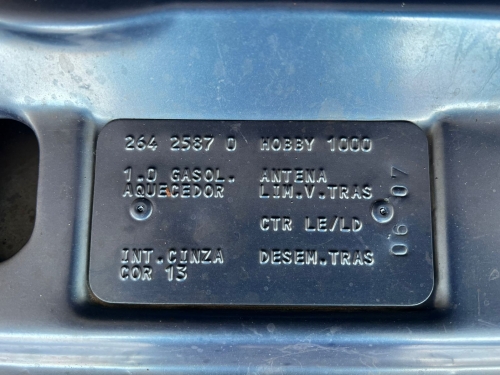 264 2587 0 HOBBY 1000
1.0 GASOL. ANTENA
AQUECEDOR LIM.V.TRAS
CTR LE/LD
INT.CINZA DESEM.TRAS
COR 13
06 07